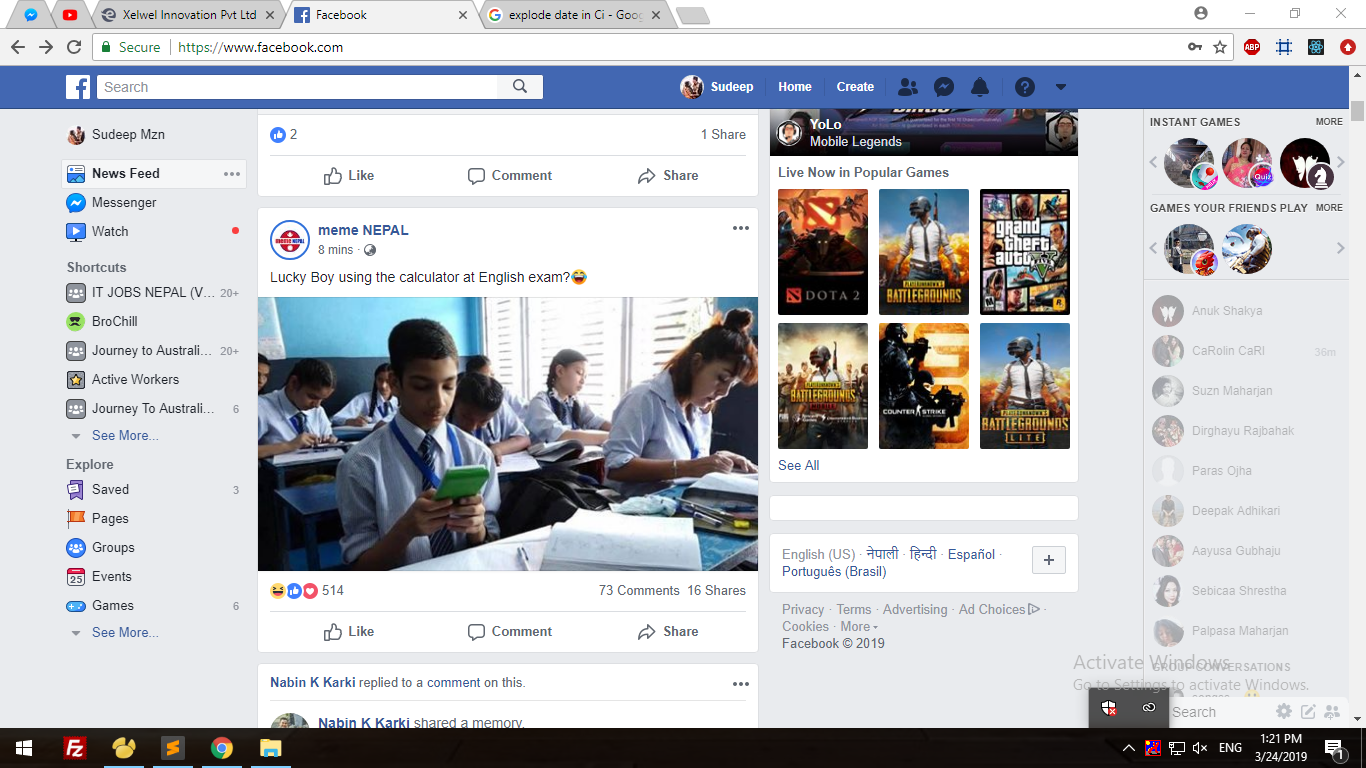 Xelwel Innovation Pvt Ltd
Facebook
explode date in Ci - Goo
Secure
https://www.facebook.com
ABP
Search
Sudeep
Home
Create
Sudeep Mzn
News Feed
Messenger
Watch
Shortcuts
IT JOBS NEPAL (V... 20+
BroChill
Journey to Australi... 20+
Active Workers
Journey To Australi... 6
See More...
Explore
Saved 3
Pages
Groups
25 Events
Games 6
See More...
2
1 Share
Like Comment Share
meme NEPAL
8 mins ·
Lucky Boy using the calculator at English exam?😂
514
73 Comments 16 Shares
Like Comment Share
Nabin K Karki replied to a comment on this.
Nabin K Karki shared a memory.
YoLo
Mobile Legends
Live Now in Popular Games
DOTA 2
PLAYERUNKNOWN'S
BATTLEGROUNDS
grand
theft
auto
V
PLAYERUNKNOWN'S
BATTLEGROUNDS
COUNTER STRIKE
PLAYERUNKNOWN'S
BATTLEGROUNDS
LITE
See All
English (US) · नेपाली · हिन्दी · Español ·
Português (Brasil)
Privacy · Terms · Advertising · Ad Choices ·
Cookies · More
Facebook © 2019
INSTANT GAMES MORE
Quiz
GAMES YOUR FRIENDS PLAY MORE
Anuk Shakya
CaRolin CaRl 36m
Suzn Maharjan
Dirghayu Rajbahak
Paras Ojha
Deepak Adhikari
Aayusa Gubhaju
Sebicaa Shrestha
Palpasa Maharjan
GROUP CONVERSATIONS
Activate Windows
Go to Settings to activate Windows.
Search
ENG
1:21 PM
3/24/2019
1